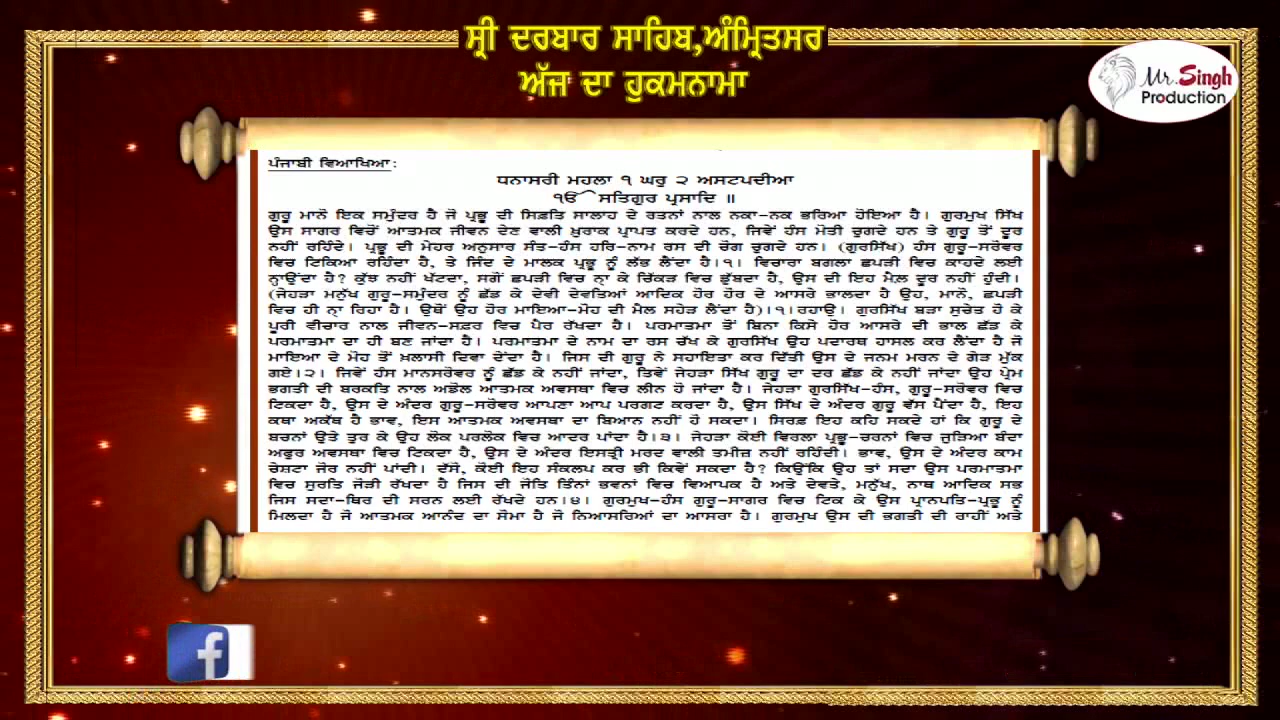 ਸ੍ਰੀ ਦਰਬਾਰ ਸਾਹਿਬ,ਅੰਮ੍ਰਿਤਸਰ
ਅੱਜ ਦਾ ਹੁਕਮਨਾਮਾ
Mr.Singh
Production
ਪੰਜਾਬੀ ਵਿਆਖਿਆ:
ਧਨਾਸਰੀ ਮਹਲਾ ੧ ਘਰੁ ੨ ਅਸਟਪਦੀਆ
ੴ ਸਤਿਗੁਰ ਪ੍ਰਸਾਦਿ ॥
ਗੁਰੂ ਮਾਨੋ ਇਕ ਸਮੁੰਦਰ ਹੈ ਜੋ ਪ੍ਰਭੂ ਦੀ ਸਿਫ਼ਤਿ ਸਾਲਾਹ ਦੇ ਰਤਨਾਂ ਨਾਲ ਨਕਾ-ਨਕ ਭਰਿਆ ਹੋਇਆ ਹੈ। ਗੁਰਮੁਖ ਸਿੱਖ
ਉਸ ਸਾਗਰ ਵਿਚੋਂ ਆਤਮਕ ਜੀਵਨ ਦੇਣ ਵਾਲੀ ਖ਼ੁਰਾਕ ਪ੍ਰਾਪਤ ਕਰਦੇ ਹਨ, ਜਿਵੇਂ ਹੰਸ ਮੋਤੀ ਚੁਗਦੇ ਹਨ ਤੇ ਗੁਰੂ ਤੋਂ ਦੂਰ
ਨਹੀਂ ਰਹਿੰਦੇ। ਪ੍ਰਭੂ ਦੀ ਮੇਹਰ ਅਨੁਸਾਰ ਸੰਤ-ਹੰਸ ਹਰਿ-ਨਾਮ ਰਸ ਦੀ ਚੋਗ ਚੁਗਦੇ ਹਨ। (ਗੁਰਸਿੱਖ) ਹੰਸ ਗੁਰੂ-ਸਰੋਵਰ
ਵਿਚ ਟਿਕਿਆ ਰਹਿੰਦਾ ਹੈ, ਤੇ ਜਿੰਦ ਦੇ ਮਾਲਕ ਪ੍ਰਭੂ ਨੂੰ ਲੱਭ ਲੈਂਦਾ ਹੈ।੧। ਵਿਚਾਰਾ ਬਗਲਾ ਛਪੜੀ ਵਿਚ ਕਾਹਦੇ ਲਈ
ਨ੍ਹਾਉਂਦਾ ਹੈ? ਕੁੱਝ ਨਹੀਂ ਖੱਟਦਾ, ਸਗੋਂ ਛਪੜੀ ਵਿਚ ਨ੍ਹਾ ਕੇ ਚਿੱਕੜ ਵਿਚ ਡੁੱਬਦਾ ਹੈ, ਉਸ ਦੀ ਇਹ ਮੈਲ਼ ਦੂਰ ਨਹੀਂ ਹੁੰਦੀ।
(ਜੇਹੜਾ ਮਨੁੱਖ ਗੁਰੂ-ਸਮੁੰਦਰ ਨੂੰ ਛੱਡ ਕੇ ਦੇਵੀ ਦੇਵਤਿਆਂ ਆਦਿਕ ਹੋਰ ਹੋਰ ਦੇ ਆਸਰੇ ਭਾਲਦਾ ਹੈ ਉਹ, ਮਾਨੋ, ਛਪੜੀ
ਵਿਚ ਹੀ ਨ੍ਹਾ ਰਿਹਾ ਹੈ। ਉਥੋਂ ਉਹ ਹੋਰ ਮਾਇਆ-ਮੋਹ ਦੀ ਮੈਲ ਸਹੇੜ ਲੈਂਦਾ ਹੈ)।੧।ਰਹਾਉ। ਗੁਰਸਿੱਖ ਬੜਾ ਸੁਚੇਤ ਹੋ ਕੇ
ਪੂਰੀ ਵੀਚਾਰ ਨਾਲ ਜੀਵਨ-ਸਫ਼ਰ ਵਿਚ ਪੈਰ ਰੱਖਦਾ ਹੈ। ਪਰਮਾਤਮਾ ਤੋਂ ਬਿਨਾ ਕਿਸੇ ਹੋਰ ਆਸਰੇ ਦੀ ਭਾਲ ਛੱਡ ਕੇ
ਪਰਮਾਤਮਾ ਦਾ ਹੀ ਬਣ ਜਾਂਦਾ ਹੈ। ਪਰਮਾਤਮਾ ਦੇ ਨਾਮ ਦਾ ਰਸ ਚੱਖ ਕੇ ਗੁਰਸਿੱਖ ਉਹ ਪਦਾਰਥ ਹਾਸਲ ਕਰ ਲੈਂਦਾ ਹੈ ਜੋ
ਮਾਇਆ ਦੇ ਮੋਹ ਤੋਂ ਖ਼ਲਾਸੀ ਦਿਵਾ ਦੇਂਦਾ ਹੈ। ਜਿਸ ਦੀ ਗੁਰੂ ਨੇ ਸਹਾਇਤਾ ਕਰ ਦਿੱਤੀ ਉਸ ਦੇ ਜਨਮ ਮਰਨ ਦੇ ਗੇੜ ਮੁੱਕ
ਗਏ।੨। ਜਿਵੇਂ ਹੰਸ ਮਾਨਸਰੋਵਰ ਨੂੰ ਛੱਡ ਕੇ ਨਹੀਂ ਜਾਂਦਾ, ਤਿਵੇਂ ਜੇਹੜਾ ਸਿੱਖ ਗੁਰੂ ਦਾ ਦਰ ਛੱਡ ਕੇ ਨਹੀਂ ਜਾਂਦਾ ਉਹ ਪ੍ਰੇਮ
ਭਗਤੀ ਦੀ ਬਰਕਤਿ ਨਾਲ ਅਡੋਲ ਆਤਮਕ ਅਵਸਥਾ ਵਿਚ ਲੀਨ ਹੋ ਜਾਂਦਾ ਹੈ। ਜੇਹੜਾ ਗੁਰਸਿੱਖ-ਹੰਸ, ਗੁਰੂ-ਸਰੋਵਰ ਵਿਚ
ਟਿਕਦਾ ਹੈ, ਉਸ ਦੇ ਅੰਦਰ ਗੁਰੂ-ਸਰੋਵਰ ਆਪਣਾ ਆਪ ਪਰਗਟ ਕਰਦਾ ਹੈ, ਉਸ ਸਿੱਖ ਦੇ ਅੰਦਰ ਗੁਰੂ ਵੱਸ ਪੈਂਦਾ ਹੈ, ਇਹ
ਕਥਾ ਅਕੱਥ ਹੈ ਭਾਵ, ਇਸ ਆਤਮਕ ਅਵਸਥਾ ਦਾ ਬਿਆਨ ਨਹੀਂ ਹੋ ਸਕਦਾ। ਸਿਰਫ਼ ਇਹ ਕਹਿ ਸਕਦੇ ਹਾਂ ਕਿ ਗੁਰੂ ਦੇ
ਬਚਨਾਂ ਉਤੇ ਤੁਰ ਕੇ ਉਹ ਲੋਕ ਪਰਲੋਕ ਵਿਚ ਆਦਰ ਪਾਂਦਾ ਹੈ।੩। ਜੇਹੜਾ ਕੋਈ ਵਿਰਲਾ ਪ੍ਰਭੂ-ਚਰਨਾਂ ਵਿਚ ਜੁੜਿਆ ਬੰਦਾ
ਅਫੁਰ ਅਵਸਥਾ ਵਿਚ ਟਿਕਦਾ ਹੈ, ਉਸ ਦੇ ਅੰਦਰ ਇਸਤ੍ਰੀ ਮਰਦ ਵਾਲੀ ਤਮੀਜ਼ ਨਹੀਂ ਰਹਿੰਦੀ। ਭਾਵ, ਉਸ ਦੇ ਅੰਦਰ ਕਾਮ
ਚੇਸ਼ਟਾ ਜੋਰ ਨਹੀਂ ਪਾਂਦੀ। ਦੱਸੋ, ਕੋਈ ਇਹ ਸੰਕਲਪ ਕਰ ਭੀ ਕਿਵੇਂ ਸਕਦਾ ਹੈ? ਕਿਉਂਕਿ ਉਹ ਤਾਂ ਸਦਾ ਉਸ ਪਰਮਾਤਮਾ
ਵਿਚ ਸੁਰਤਿ ਜੋੜੀ ਰੱਖਦਾ ਹੈ ਜਿਸ ਦੀ ਜੋਤਿ ਤਿੰਨਾਂ ਭਵਨਾਂ ਵਿਚ ਵਿਆਪਕ ਹੈ ਅਤੇ ਦੇਵਤੇ, ਮਨੁੱਖ, ਨਾਥ ਆਦਿਕ ਸਭ
ਜਿਸ ਸਦਾ-ਥਿਰ ਦੀ ਸਰਨ ਲਈ ਰੱਖਦੇ ਹਨ।੪। ਗੁਰਮੁਖ-ਹੰਸ ਗੁਰੂ-ਸਾਗਰ ਵਿਚ ਟਿਕ ਕੇ ਉਸ ਪ੍ਰਾਨਪਤਿ-ਪ੍ਰਭੂ ਨੂੰ
ਮਿਲਦਾ ਹੈ ਜੋ ਆਤਮਕ ਆਨੰਦ ਦਾ ਸੋਮਾ ਹੈ ਜੋ ਨਿਆਸਰਿਆਂ ਦਾ ਆਸਰਾ ਹੈ। ਗੁਰਮੁਖ ਉਸ ਦੀ ਭਗਤੀ ਦੀ ਰਾਹੀਂ ਅਤੇ
f